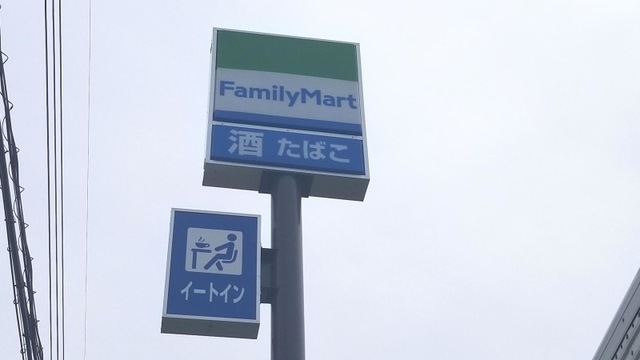 FamilyMart
酒 たばこ
イートイン